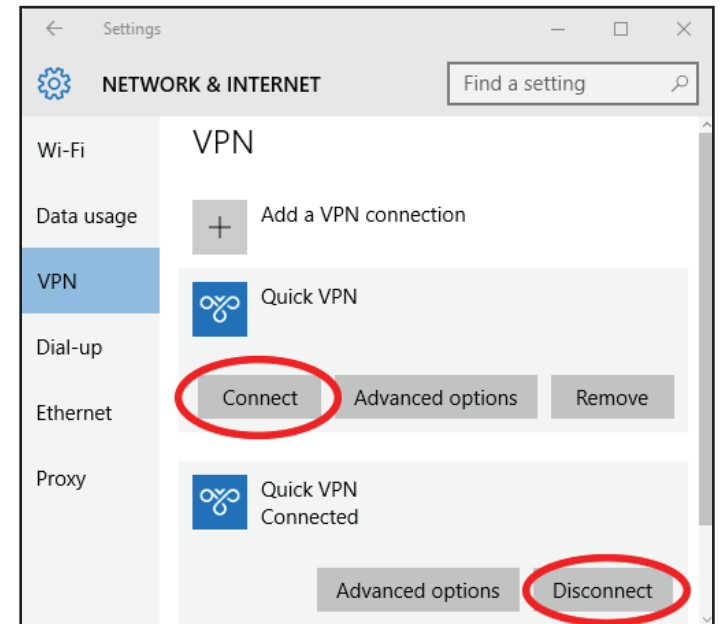 Settings
NETWORK & INTERNET
Find a setting
Wi-Fi
Data usage
VPN
Dial-up
Ethernet
Proxy
VPN
Add a VPN connection
Quick VPN
Connect Advanced options Remove
Quick VPN
Connected
Advanced options Disconnect